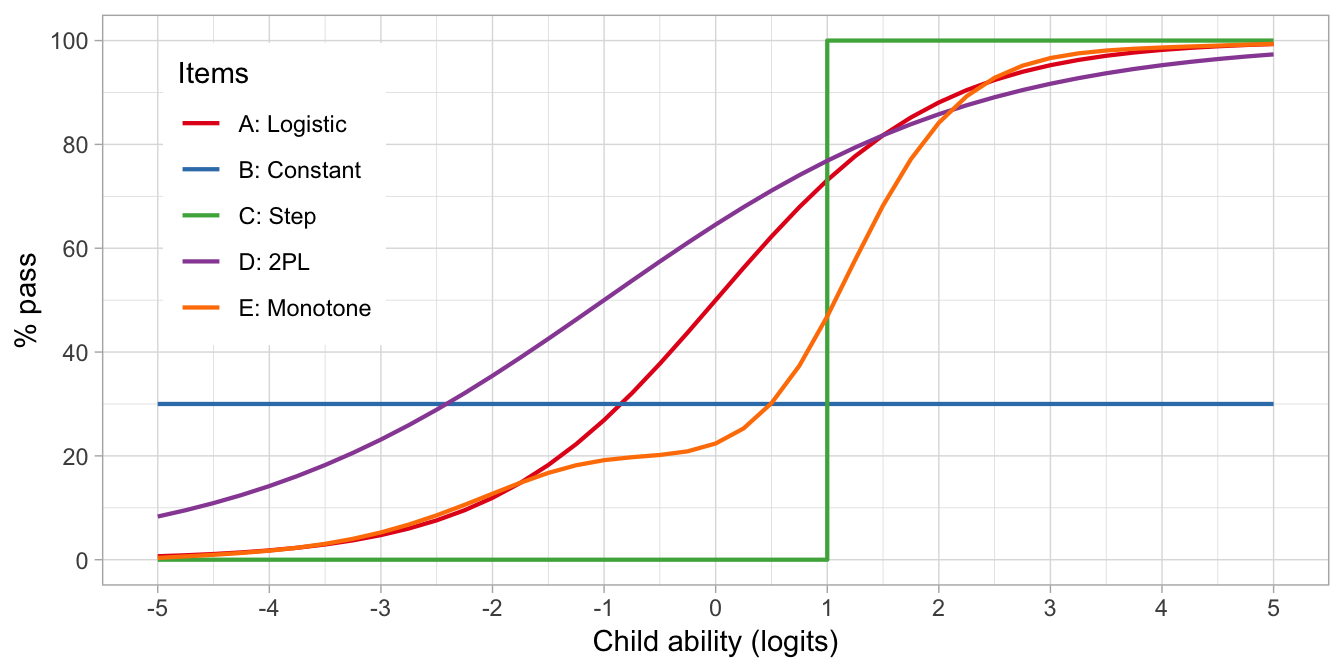 Items
A: Logistic
B: Constant
C: Step
D: 2PL
E: Monotone
% pass
100
80
60
40
20
0
-5 -4 -3 -2 -1 0 1 2 3 4 5
Child ability (logits)